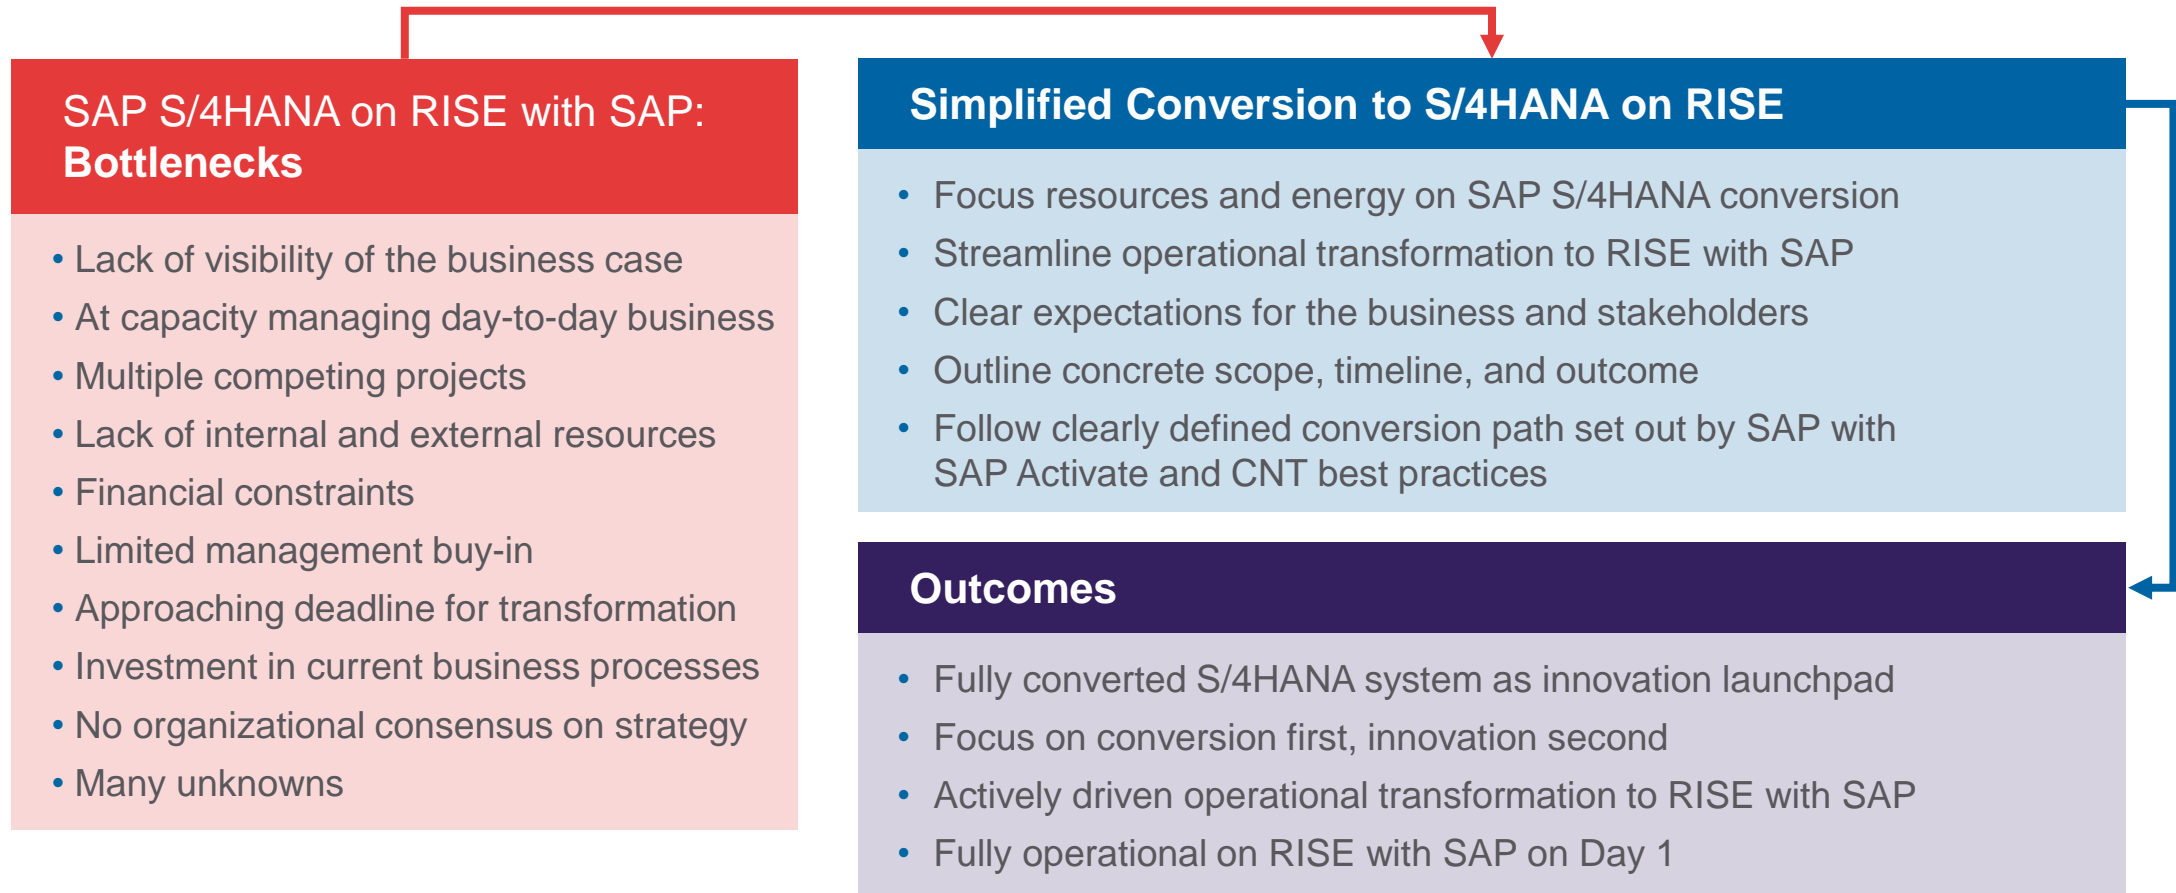 SAP S/4HANA on RISE with SAP:
Bottlenecks
• Lack of visibility of the business case
• At capacity managing day-to-day business
• Multiple competing projects
• Lack of internal and external resources
• Financial constraints
• Limited management buy-in
• Approaching deadline for transformation
• Investment in current business processes
• No organizational consensus on strategy
• Many unknowns
Simplified Conversion to S/4HANA on RISE
• Focus resources and energy on SAP S/4HANA conversion
• Streamline operational transformation to RISE with SAP
• Clear expectations for the business and stakeholders
• Outline concrete scope, timeline, and outcome
• Follow clearly defined conversion path set out by SAP with
SAP Activate and CNT best practices
Outcomes
• Fully converted S/4HANA system as innovation launchpad
• Focus on conversion first, innovation second
• Actively driven operational transformation to RISE with SAP
• Fully operational on RISE with SAP on Day 1